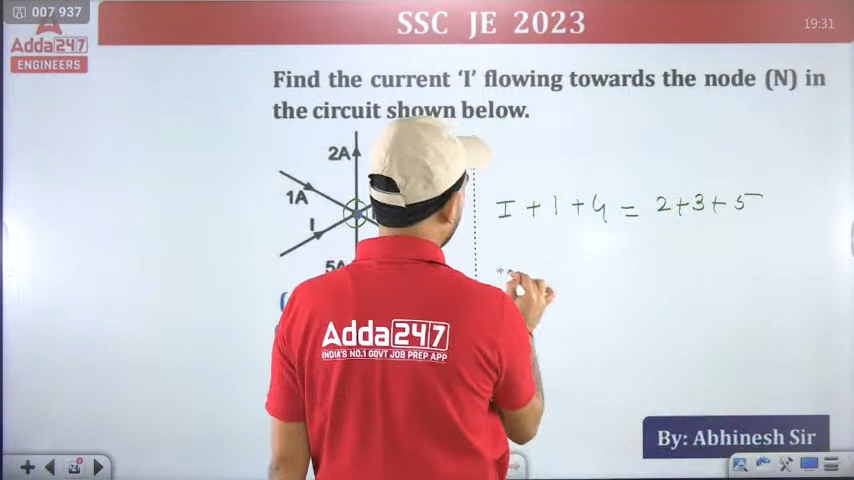 007 937
SSC JE 2023
19:31
Adda247
ENGINEERS
Find the current 'I' flowing towards the node (N) in
the circuit shown below.
2A
1A
I
5A
I + 1 + 4 = 2 + 3 + 5
Adda247
INDIA'S NO.1 GOVT JOB PREP APP
By: Abhinesh Sir